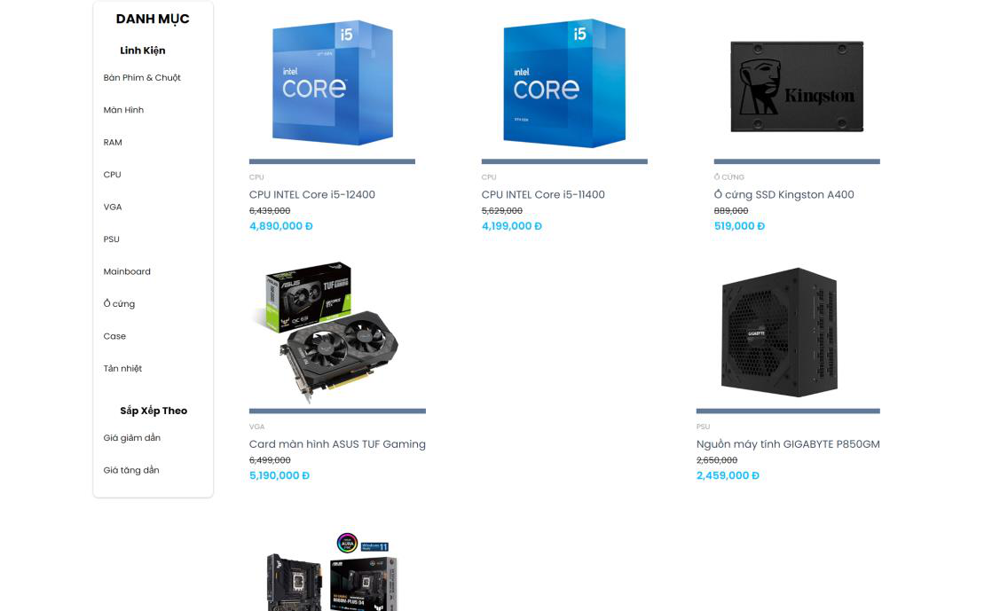 DANH MỤC
Linh Kiện
Bàn Phím & Chuột
Màn Hình
RAM
CPU
VGA
PSU
Mainboard
Ổ cứng
Case
Tản nhiệt
Sắp Xếp Theo
Giá giảm dần
Giá tăng dần
i5
intel
CORE
CPU
CPU INTEL Core i5-12400
6,439,000
4,890,000 Đ
i5
intel
CORE
CPU
CPU INTEL Core i5-11400
5,629,000
4,199,000 Đ
Kingston
Ổ CỨNG
Ổ cứng SSD Kingston A400
889,000
519,000 Đ
ASUS
TUF GAMING
VGA
Card màn hình ASUS TUF Gaming
6,499,000
5,190,000 Đ
GIGABYTE
PSU
Nguồn máy tính GIGABYTE P850GM
2,650,000
2,459,000 Đ
AURA
Windows 11
ASUS
B660M-PLUS D4